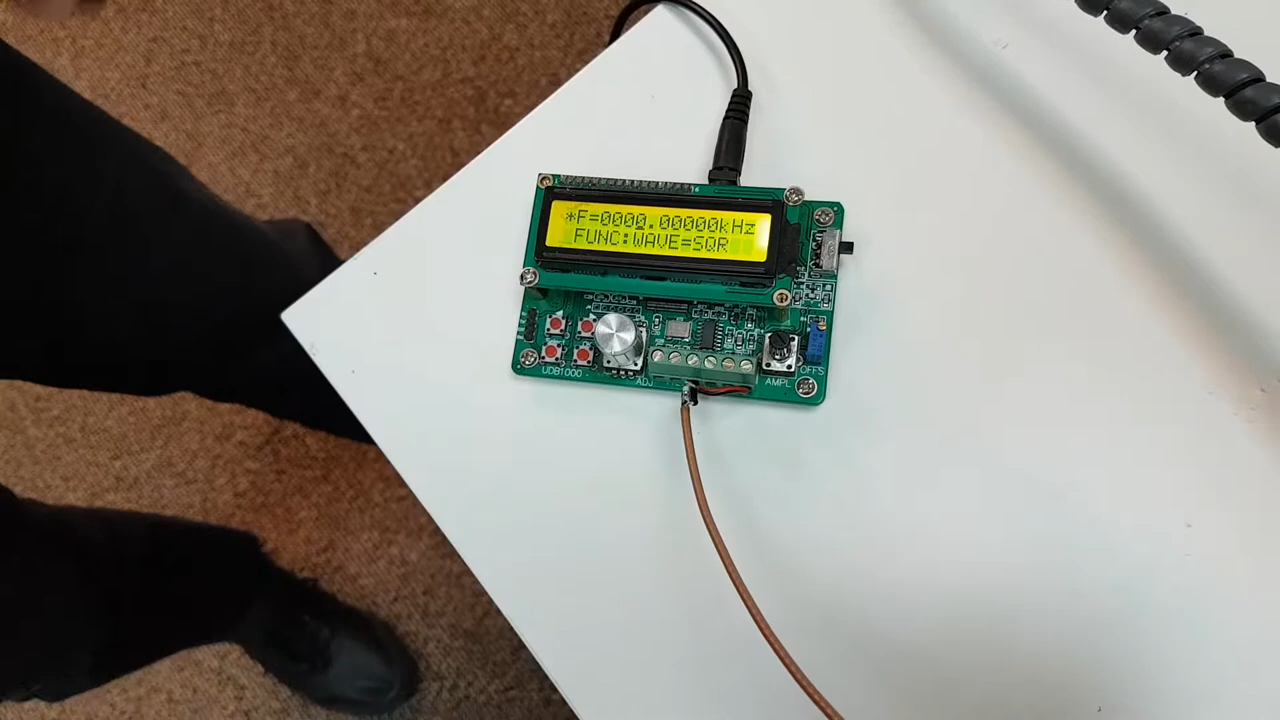 *F=0000.00000kHz
FUNC:WAVE=SQR
UDB1000
ADJ
AMPL
OFFS